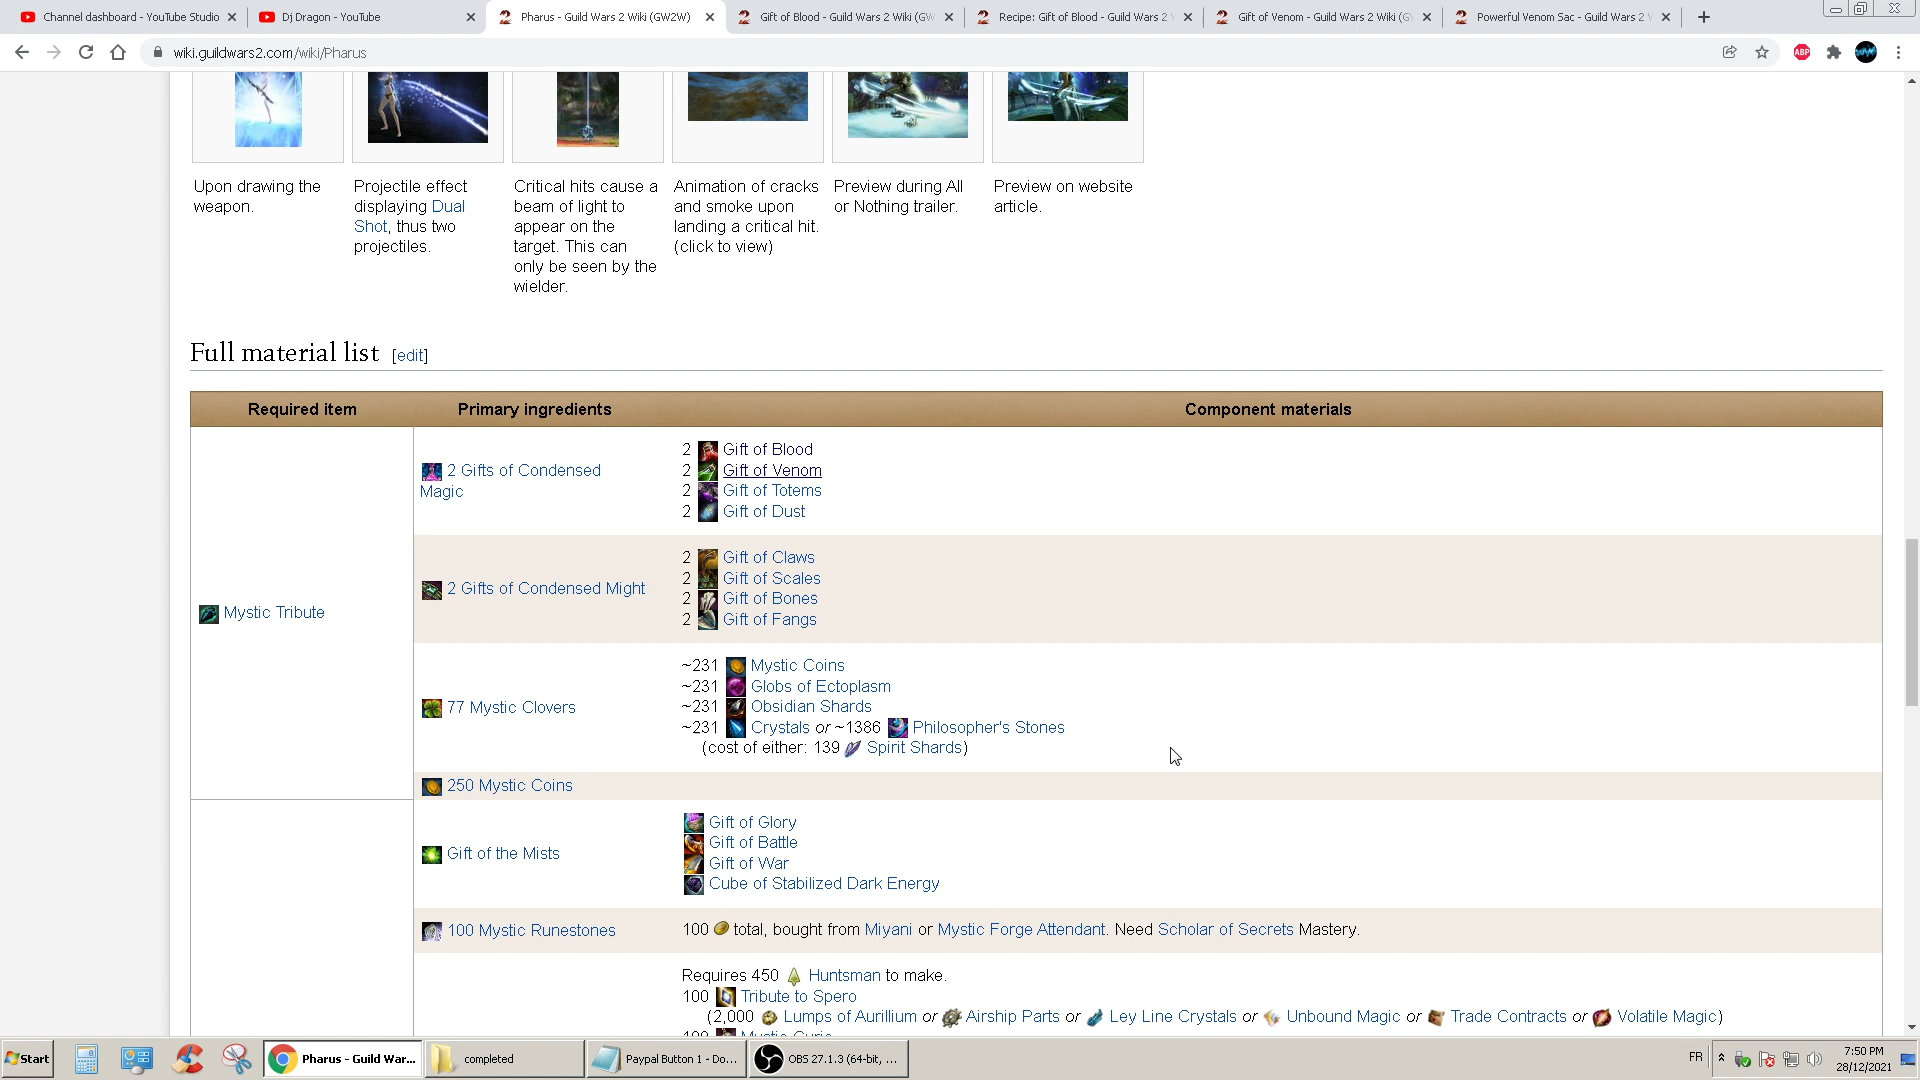 Channel dashboard - YouTube Studio
Dj Dragon - YouTube
Pharus - Guild Wars 2 Wiki (GW2W)
Gift of Blood - Guild Wars 2 Wiki (GW
Recipe: Gift of Blood - Guild Wars 2
Gift of Venom - Guild Wars 2 Wiki (G
Powerful Venom Sac - Guild Wars 2
wiki.guildwars2.com/wiki/Pharus
ABP
Upon drawing the
weapon.
Projectile effect
displaying Dual
Shot, thus two
projectiles.
Critical hits cause a
beam of light to
appear on the
target. This can
only be seen by the
wielder.
Animation of cracks
and smoke upon
landing a critical hit.
(click to view)
Preview during All
or Nothing trailer.
Preview on website
article.
Full material list [edit]
Required item Primary ingredients Component materials
Mystic Tribute
2 Gifts of Condensed
Magic
2 Gift of Blood
2 Gift of Venom
2 Gift of Totems
2 Gift of Dust
2 Gifts of Condensed Might
2 Gift of Claws
2 Gift of Scales
2 Gift of Bones
2 Gift of Fangs
77 Mystic Clovers
~231 Mystic Coins
~231 Globs of Ectoplasm
~231 Obsidian Shards
~231 Crystals or ~1386 Philosopher's Stones
(cost of either: 139 Spirit Shards)
250 Mystic Coins
Gift of the Mists
Gift of Glory
Gift of Battle
Gift of War
Cube of Stabilized Dark Energy
100 Mystic Runestones
100 total, bought from Miyani or Mystic Forge Attendant. Need Scholar of Secrets Mastery.
Requires 450 Huntsman to make.
100 Tribute to Spero
(2,000 Lumps of Aurillium or Airship Parts or Ley Line Crystals or Unbound Magic or Trade Contracts or Volatile Magic)
100 Mystic Curio
Start
Pharus - Guild War...
completed
Paypal Button 1 - Do...
OBS 27.1.3 (64-bit, ...
FR
7:50 PM
28/12/2021